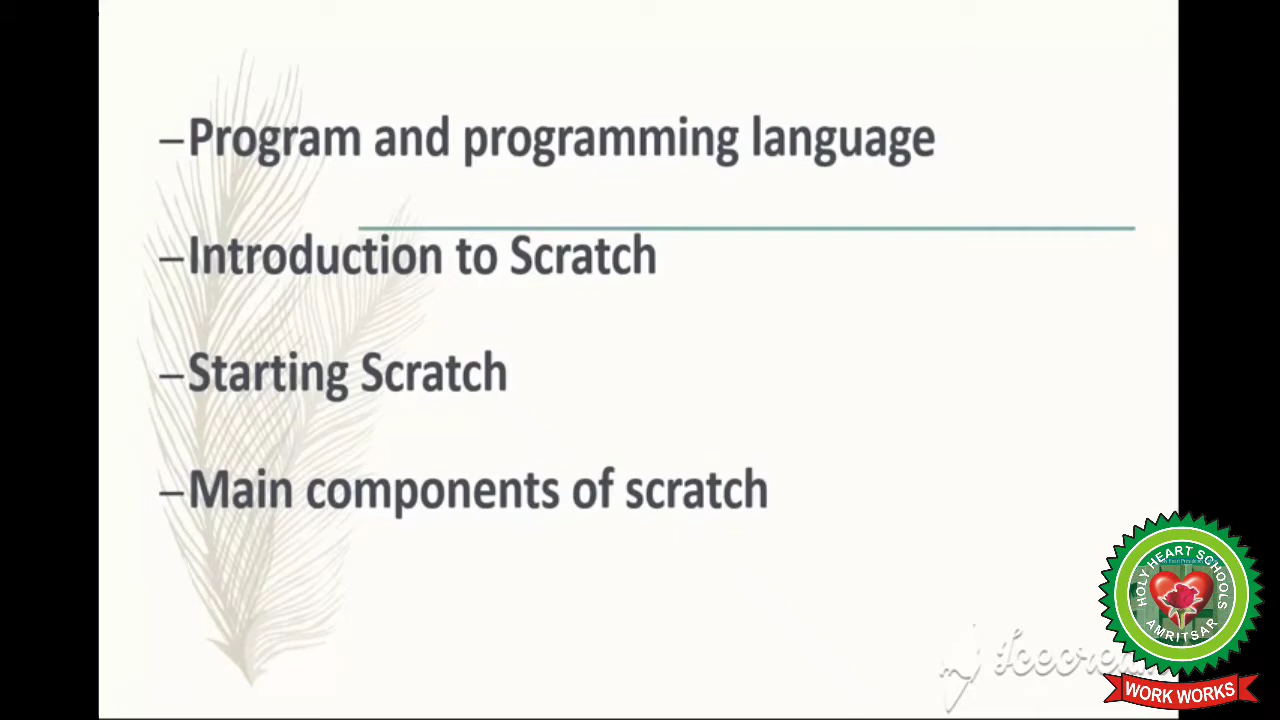 –Program and programming language
–Introduction to Scratch
–Starting Scratch
–Main components of scratch
HOLY HEART SCHOOLS
AMRITSAR
WORK WORKS